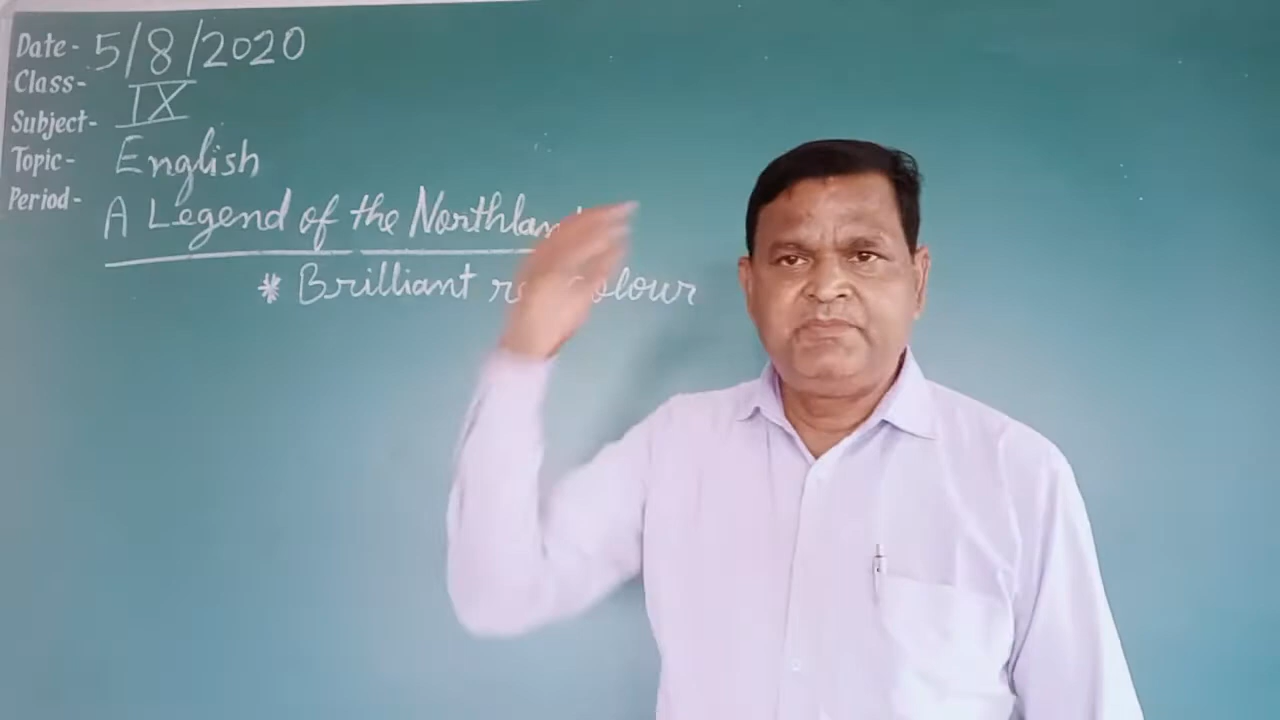 Date- 5/8/2020
Class- IX
Subject- English
Topic-
Period-
A Legend of the
* Brilliant colour